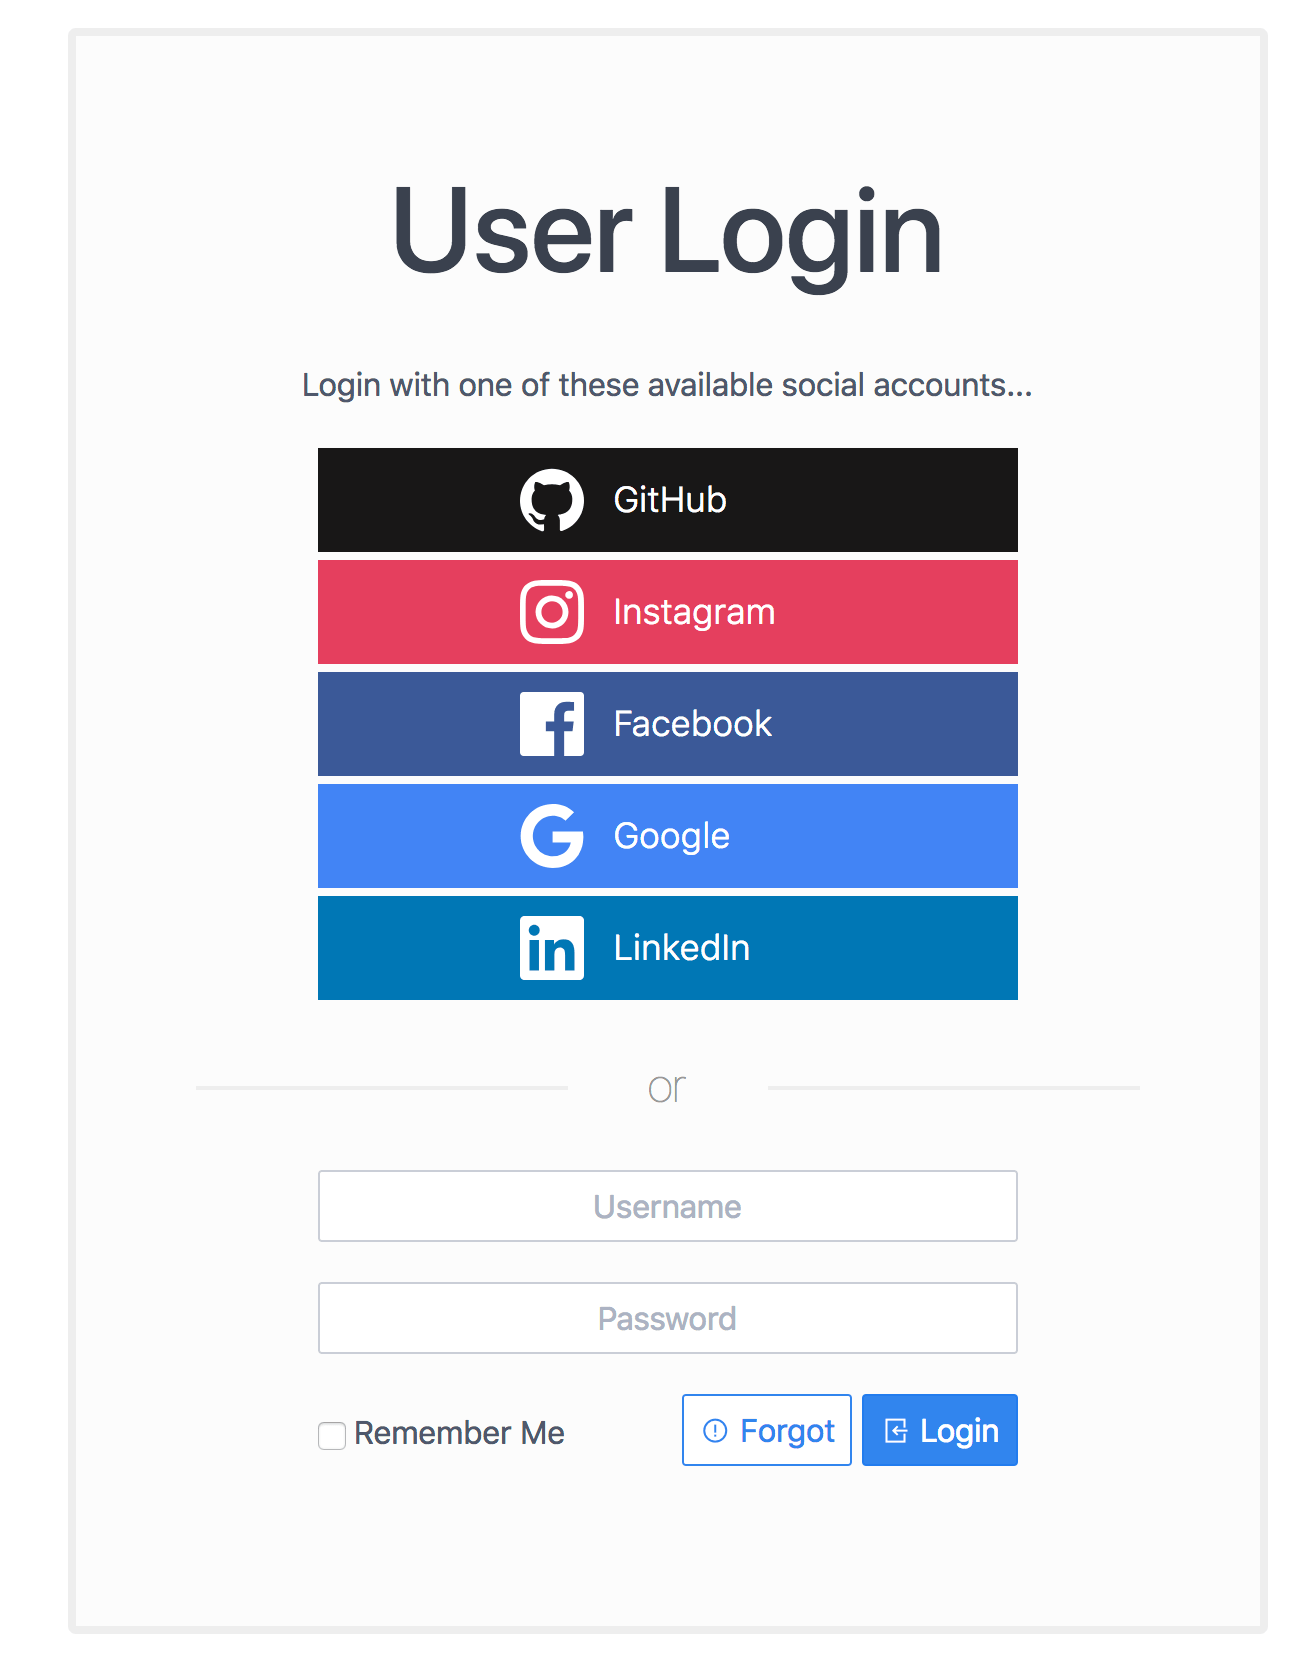 User Login
Login with one of these available social accounts...
GitHub
Instagram
Facebook
Google
LinkedIn
or
Username
Password
Remember Me
Forgot
Login